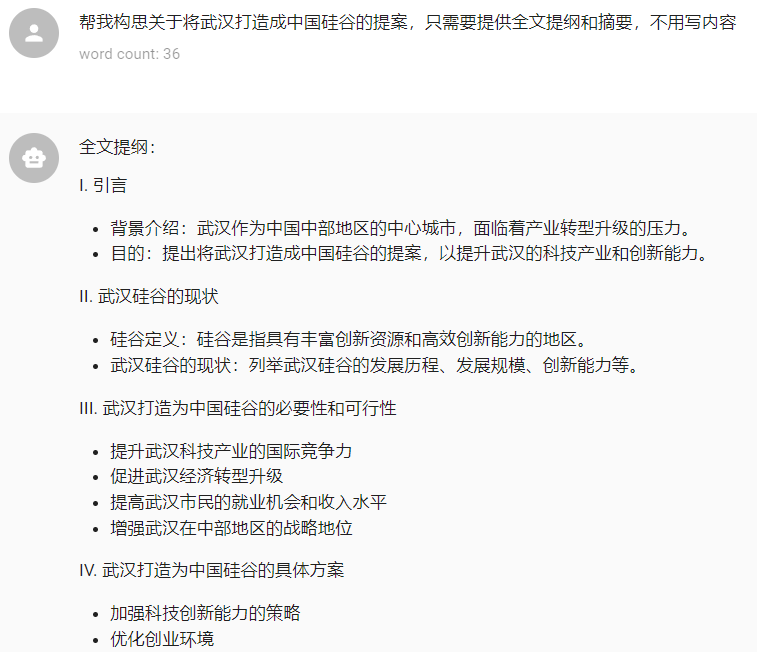 帮我构思关于将武汉打造成中国硅谷的提案，只需要提供全文提纲和摘要，不用写内容
word count: 36
全文提纲：
I. 引言
• 背景介绍：武汉作为中国中部地区的中心城市，面临着产业转型升级的压力。
• 目的：提出将武汉打造成中国硅谷的提案，以提升武汉的科技产业和创新能力。
II. 武汉硅谷的现状
• 硅谷定义：硅谷是指具有丰富创新资源和高效创新能力的地区。
• 武汉硅谷的现状：列举武汉硅谷的发展历程、发展规模、创新能力等。
III. 武汉打造为中国硅谷的必要性和可行性
• 提升武汉科技产业的国际竞争力
• 促进武汉经济转型升级
• 提高武汉市民的就业机会和收入水平
• 增强武汉在中部地区的战略地位
IV. 武汉打造为中国硅谷的具体方案
• 加强科技创新能力的策略
• 优化创业环境